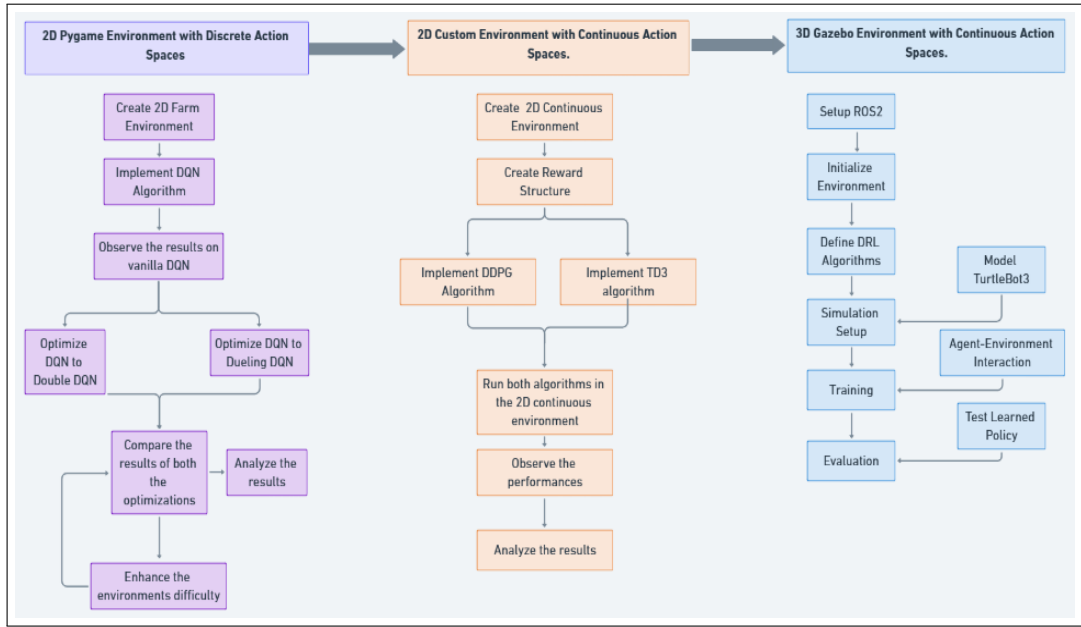 2D Pygame Environment with Discrete Action
Spaces
2D Custom Environment with Continuous Action
Spaces.
3D Gazebo Environment with Continuous Action
Spaces.
Create 2D Farm
Environment
Implement DQN
Algorithm
Observe the results on
vanilla DQN
Optimize
DQN to
Double DQN
Optimize DQN to
Dueling DQN
Compare the
results of both
the
optimizations
Analyze the
results
Enhance the
environments difficulty
Create 2D Continuous
Environment
Create Reward
Structure
Implement DDPG
Algorithm
Implement TD3
algorithm
Run both algorithms in
the 2D continuous
environment
Observe the
performances
Analyze the results
Setup ROS2
Initialize
Environment
Define DRL
Algorithms
Model
TurtleBot3
Simulation
Setup
Agent-Environment
Interaction
Training
Test Learned
Policy
Evaluation